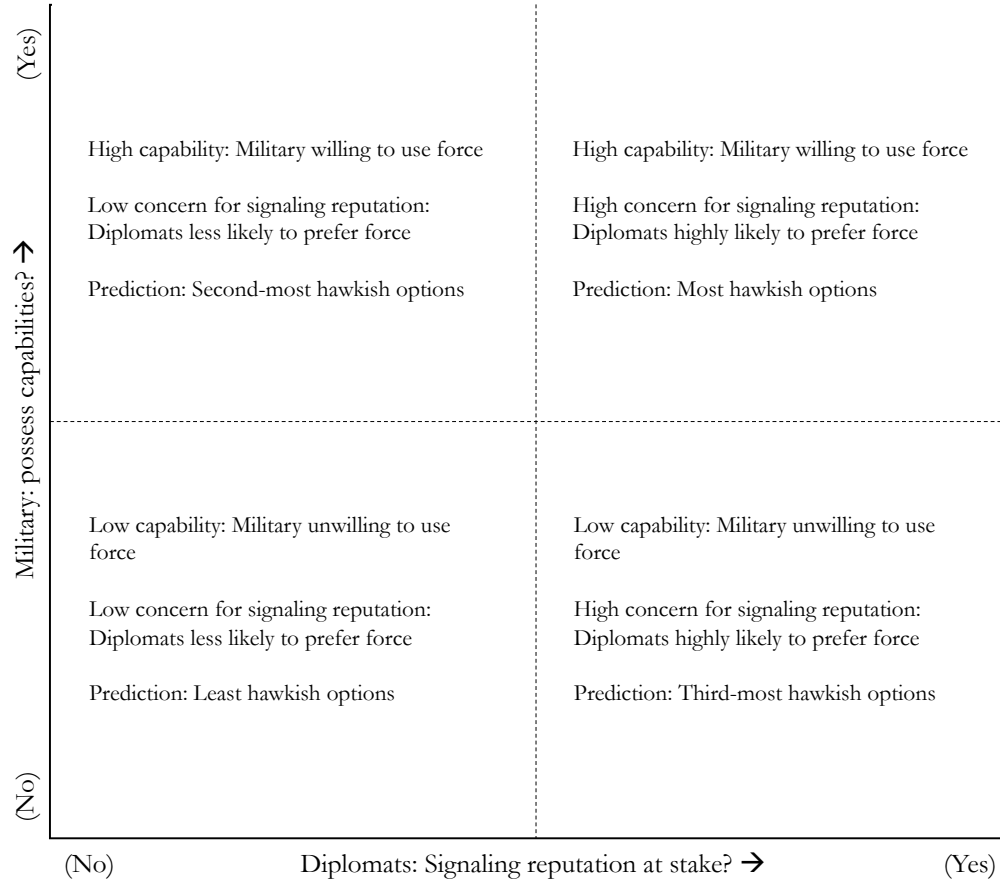 (Yes)
Military: possess capabilities? →
(No)
High capability: Military willing to use force
Low concern for signaling reputation:
Diplomats less likely to prefer force
Prediction: Second-most hawkish options
High capability: Military willing to use force
High concern for signaling reputation:
Diplomats highly likely to prefer force
Prediction: Most hawkish options
Low capability: Military unwilling to use
force
Low concern for signaling reputation:
Diplomats less likely to prefer force
Prediction: Least hawkish options
Low capability: Military unwilling to use
force
High concern for signaling reputation:
Diplomats highly likely to prefer force
Prediction: Third-most hawkish options
(No)
Diplomats: Signaling reputation at stake? →
(Yes)